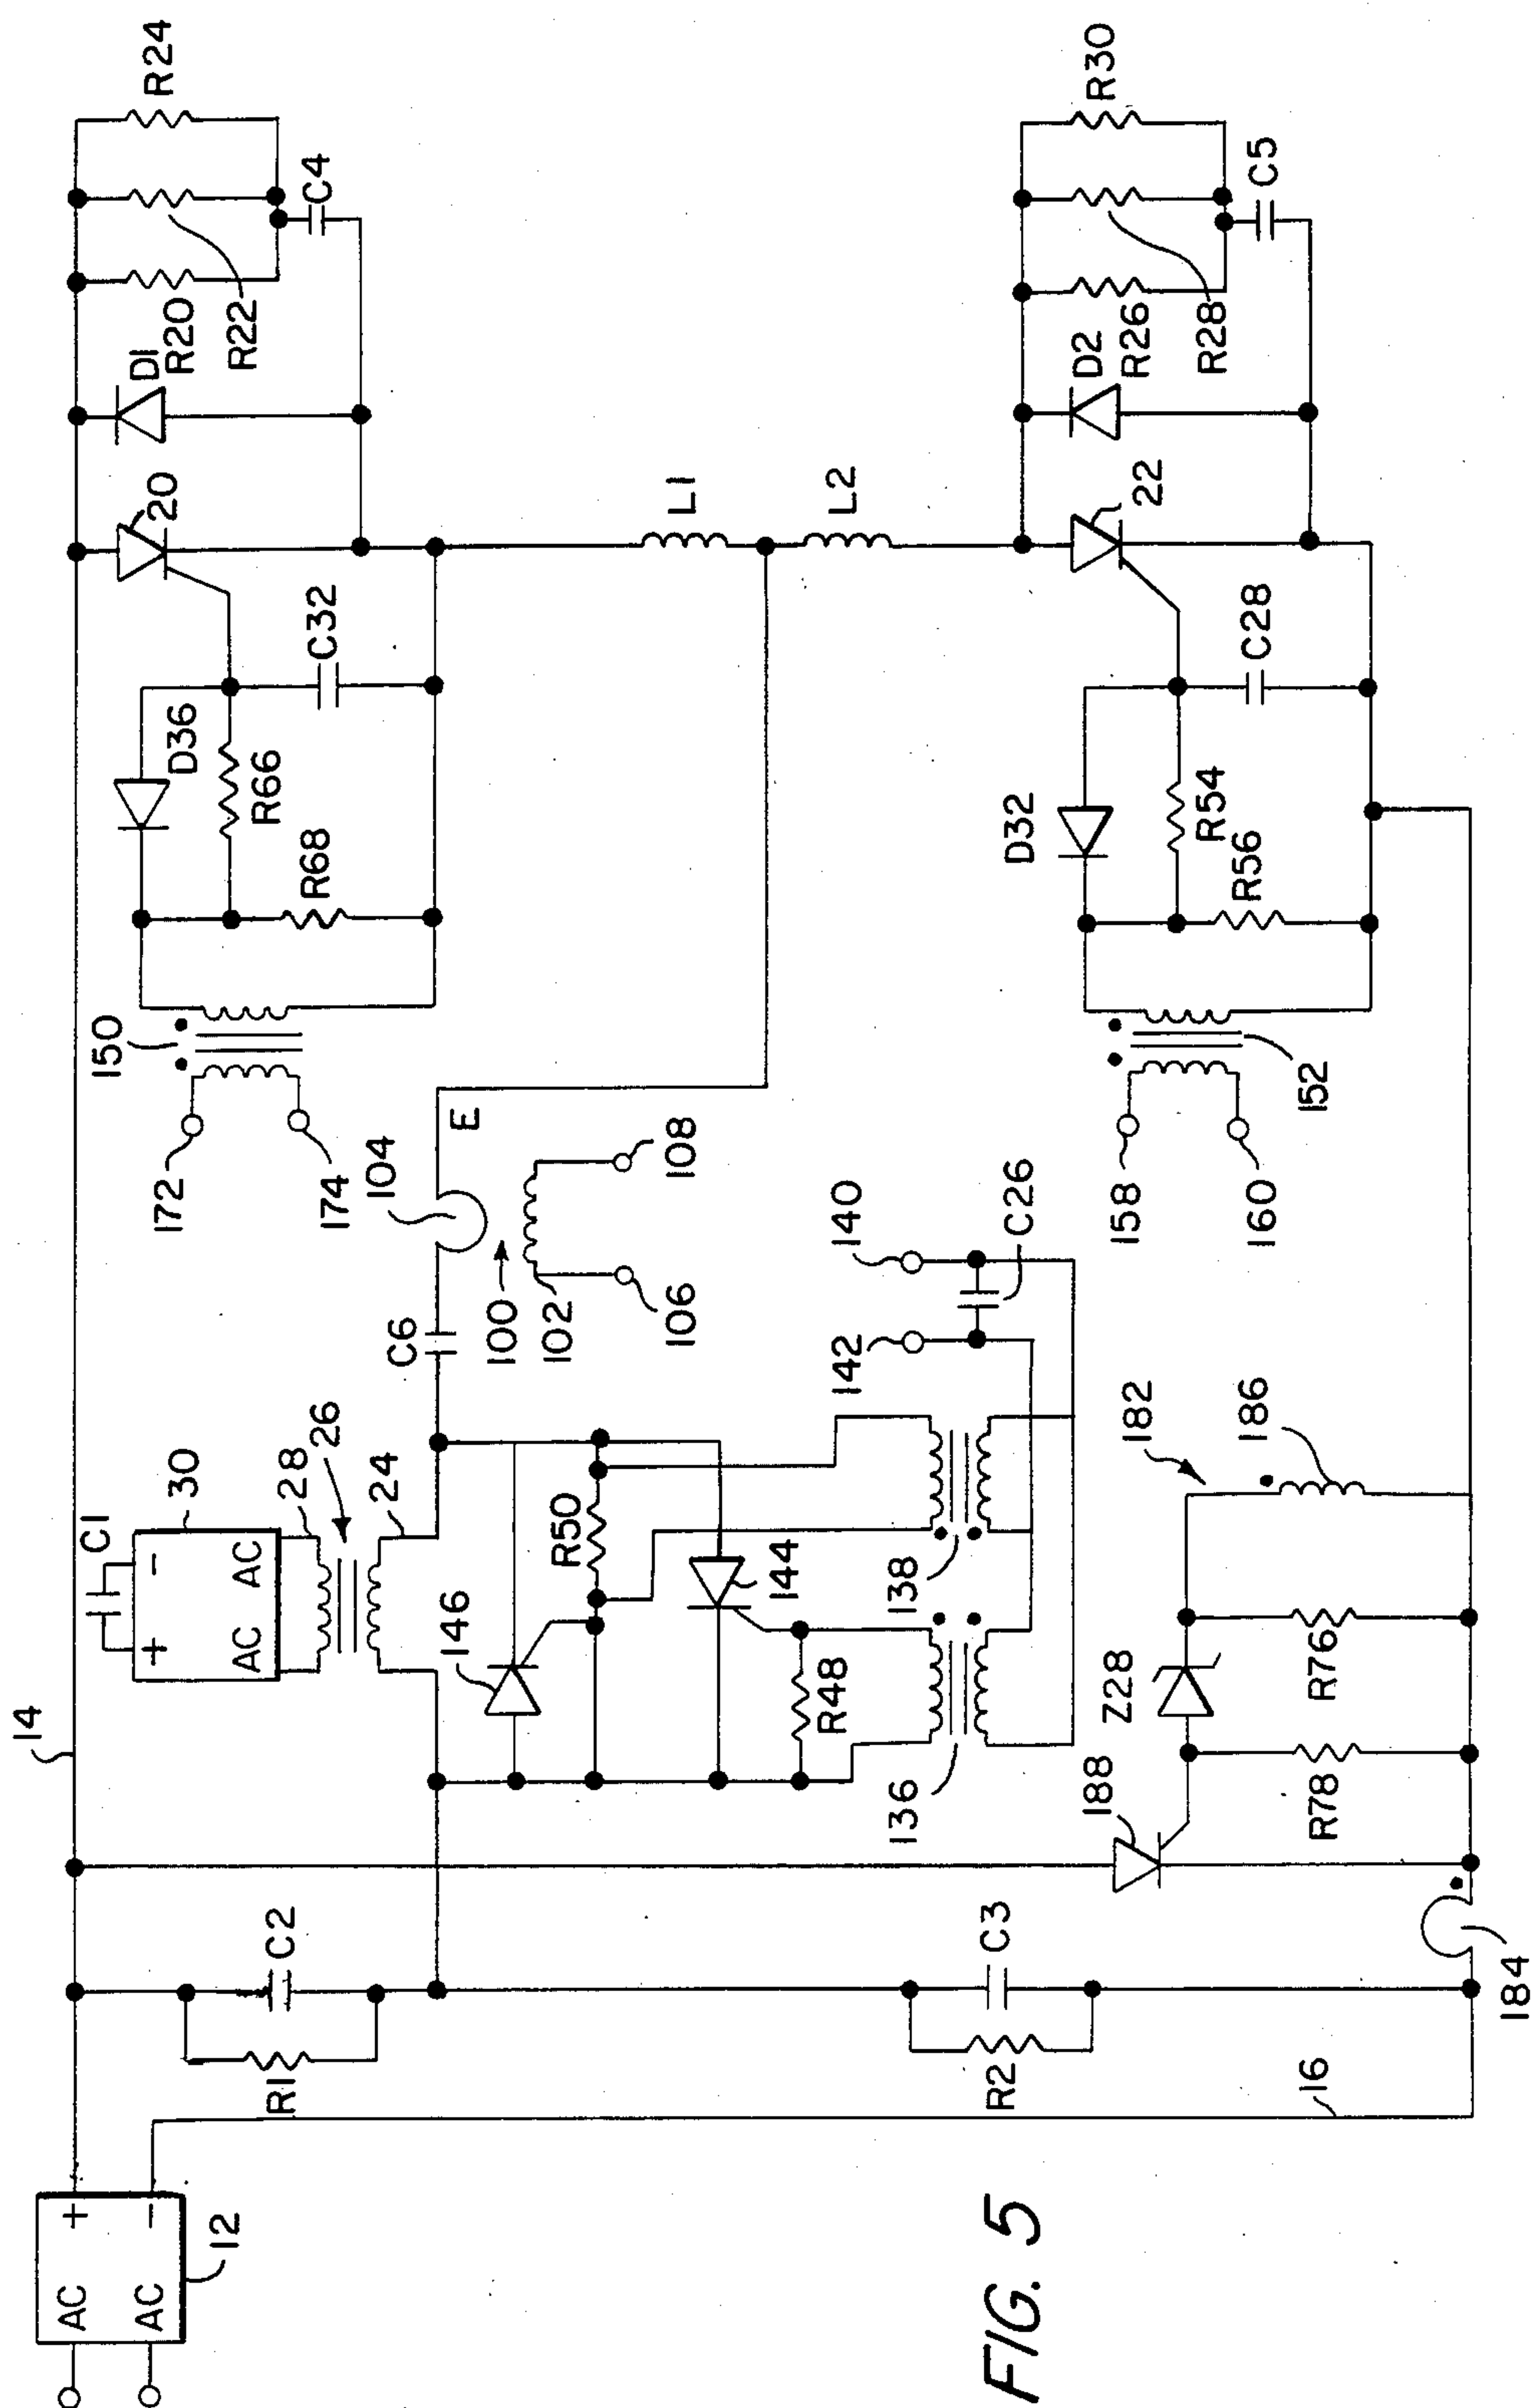 14
C1
30
+
-
AC
AC
28
26
24
150
172
174
D36
R66
R68
C32
20
D1
R20
R22
R24
C4
AC
+
AC
-
12
R1
C2
C6
104
E
100
102
106
108
146
R50
144
R48
136
138
142
140
C26
L1
L2
R2
C3
188
Z28
R78
R76
182
186
184
16
158
160
152
D32
R54
R56
C28
22
D2
R26
R28
R30
C5
FIG. 5